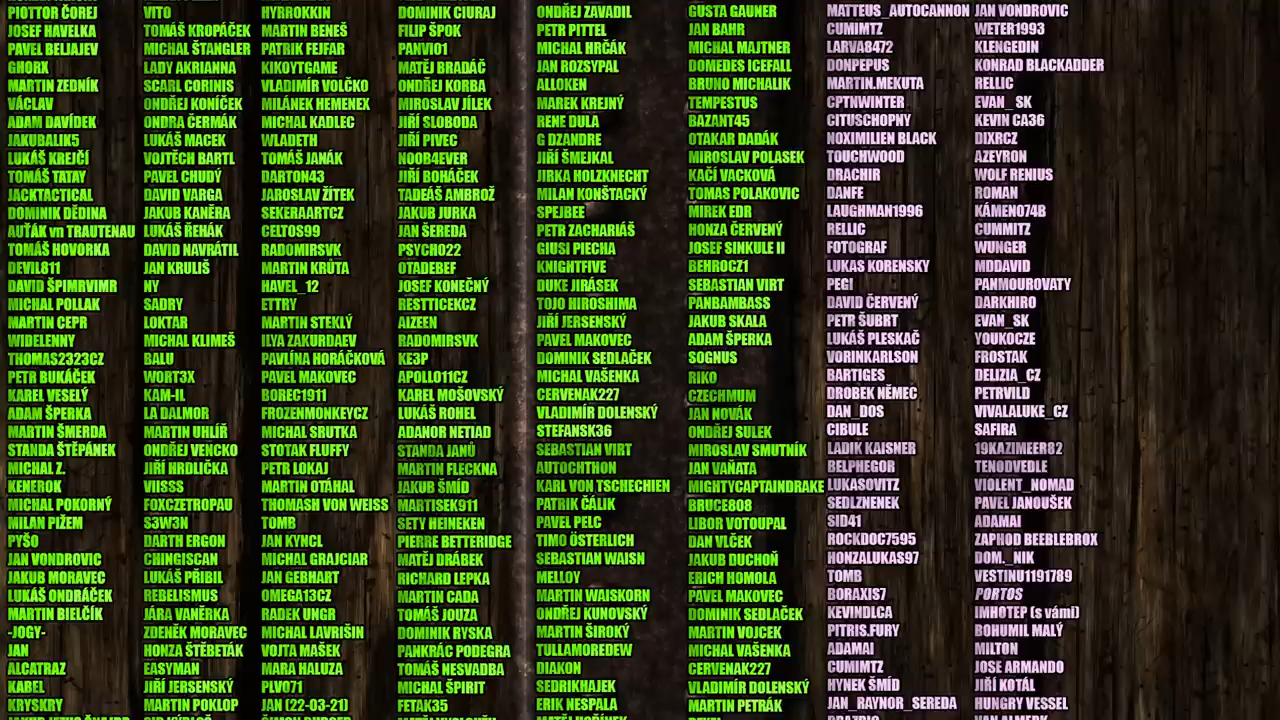 PIOTTOR ČOREJ
JOSEF HAVELKA
PAVEL BELJAJEV
GHORX
MARTIN ZEDNÍK
VÁCLAV
ADAM DAVÍDEK
JAKUBALIK5
LUKÁŠ KREJČÍ
TOMÁŠ TATAY
JACKTACTICAL
DOMINIK DĚDINA
AUŤÁK vn TRAUTENAU
TOMÁŠ HOVORKA
DEVIL811
DAVID ŠPIMRVIMR
MICHAL POLLAK
MARTIN CEPR
WIDELENNY
THOMAS2323CZ
PETR BUKÁČEK
KAREL VESELÝ
ADAM ŠPERKA
MARTIN ŠMERDA
STANDA ŠTĚPÁNEK
MICHAL Z.
KENEROK
MICHAL POKORNÝ
MILAN PIŽEM
PYŠO
JAN VONDROVIC
JAKUB MORAVEC
LUKÁŠ ONDRÁČEK
MARTIN BIELČÍK
-JOGY-
JAN
ALCATRAZ
KABEL
KRYSKRY
VITO
TOMÁŠ KROPÁČEK
MICHAL ŠTANGLER
LADY AKRIANNA
SCARL CORINIS
ONDŘEJ KONÍČEK
ONDRA ČERMÁK
LUKÁŠ MACEK
VOJTĚCH BARTL
PAVEL CHUDÝ
DAVID VARGA
JAKUB KANĚRA
LUKÁŠ ŘEHÁK
DAVID NAVRÁTIL
JAN KRULIŠ
NY
SADRY
LOKTAR
MICHAL KLIMEŠ
BALU
WORT3X
KAM-IL
LA DALMOR
MARTIN UHLÍŘ
ONDŘEJ VENCKO
JIŘÍ HRDLIČKA
VIISSS
FOXCZETROPAU
S3W3N
DARTH ERGON
CHINGISCAN
LUKÁŠ PŘIBIL
REBELISMUS
JÁRA VANĚRKA
ZDENĚK MORAVEC
HONZA ŠTĚBETÁK
EASYMAN
JIŘÍ JERSENSKÝ
MARTIN POKLOP
HYRROKKIN
MARTIN BENEŠ
PATRIK FEJFAR
KIKOYTGAME
VLADIMÍR VOLČKO
MILÁNEK HEMENEX
MICHAL KADLEC
WLADETH
TOMÁŠ JANÁK
DARTON43
JAROSLAV ŽÍTEK
SEKERAARTCZ
CELTOS99
RADOMIRSVK
MARTIN KRŮTA
HAVEL_12
ETTRY
MARTIN STEKLÝ
ILYA ZAKURDAEV
PAVLÍNA HORÁČKOVÁ
PAVEL MAKOVEC
BOREC1911
FROZENMONKEYCZ
MICHAL SRUTKA
STOTAK FLUFFY
PETR LOKAJ
MARTIN OTÁHAL
THOMASH VON WEISS
TOMB
JAN KYNCL
MICHAL GRAJCIAR
JAN GEBHART
OMEGA13CZ
RADEK UNGR
MICHAL LAVRIŠIN
VOJTA MAŠEK
MARA HALUZA
PLVO71
JAN (22-03-21)
DOMINIK CIURAJ
FILIP ŠPOK
PANVIO1
MATĚJ BRADÁČ
ONDŘEJ KORBA
MIROSLAV JÍLEK
JIŘÍ SLOBODA
JIŘÍ PIVEC
NOOB4EVER
JIŘÍ BOHÁČEK
TADEÁŠ AMBROŽ
JAKUB JURKA
JAN ŠEREDA
PSYCHO22
OTADEBEF
JOSEF KONEČNÝ
RESTTICEKCZ
AIZEEN
RADOMIRSVK
KE3P
APOLLO11CZ
KAREL MOŠOVSKÝ
LUKÁŠ ROHEL
ADANOR NETIAD
STANDA JANŮ
MARTIN FLECKNA
JAKUB ŠMÍD
MARTISEK911
SETY HEINEKEN
PIERRE BETTERIDGE
MATĚJ DRÁBEK
RICHARD LEPKA
MARTIN CADA
TOMÁŠ JOUZA
DOMINIK RYSKA
PANKRÁC PODEGRA
TOMÁŠ NESVADBA
MICHAL ŠPIRIT
FETAK35
ONDŘEJ ZAVADIL
PETR PITTEL
MICHAL HRČÁK
JAN ROZSYPAL
ALLOKEN
MAREK KREJNÝ
RENE DULA
G DZANDRE
JIŘÍ ŠMEJKAL
JIRKA HOLZKNECHT
MILAN KONŠTACKÝ
SPEJBEE
PETR ZACHARIÁŠ
GIUSI PIECHA
KNIGHTFIVE
DUKE JIRÁSEK
TOJO HIROSHIMA
JIŘÍ JERSENSKÝ
PAVEL MAKOVEC
DOMINIK SEDLAČEK
MICHAL VAŠENKA
CERVENAK227
VLADIMÍR DOLENSKÝ
STEFANSK36
SEBASTIAN VIRT
AUTOCHTHON
KARL VON TSCHECHIEN
PATRIK ČÁLIK
PAVEL PELC
TIMO ÖSTERLICH
SEBASTIAN WAISN
MELLOY
MARTIN WAISKORN
ONDŘEJ KUNOVSKÝ
MARTIN ŠIROKÝ
TULLAMOREDEW
DIAKON
SEDRIKHAJEK
ERIK NESPALA
GUSTA GAUNER
JAN BAHR
MICHAL MAJTNER
DOMEDES ICEFALL
BRUNO MICHALIK
TEMPESTUS
BAZANT45
OTAKAR DADÁK
MIROSLAV POLASEK
KAČÍ VACKOVÁ
TOMAS POLAKOVIC
MIREK EDR
HONZA ČERVENÝ
JOSEF SINKULE II
BEHROCZ1
SEBASTIAN VIRT
PANBAMBASS
JAKUB SKALA
ADAM ŠPERKA
SOGNUS
RIKO
CZECHMUM
JAN NOVÁK
ONDŘEJ SULEK
MIROSLAV SMUTNÍK
JAN VAŇATA
MIGHTYCAPTAINDRAKE
BRUCE808
LIBOR VOTOUPAL
DAN VLČEK
JAKUB DUCHOŇ
ERICH HOMOLA
PAVEL MAKOVEC
DOMINIK SEDLAČEK
MARTIN VOJCEK
MICHAL VAŠENKA
CERVENAK227
VLADIMÍR DOLENSKÝ
MARTIN PETRÁK
MATTEUS_AUTOCANNON
CUMIMTZ
LARVA8472
DONPEPUS
MARTIN.MEKUTA
CPTNWINTER
CITUSCHOPNY
NOXIMILIEN BLACK
TOUCHWOOD
DRACHIR
DANFE
LAUGHMAN1996
RELLIC
FOTOGRAF
LUKAS KORENSKY
PEGI
DAVID ČERVENÝ
PETR ŠUBRT
LUKÁŠ PLESKAČ
VORINKARLSON
BARTIGES
DROBEK NĚMEC
DAN_DOS
CIBULE
LADIK KAISNER
BELPHEGOR
LUKASOVITZ
SEDLZNENEK
SID41
ROCKDOC7595
HONZALUKAS97
TOMB
BORAXIS7
KEVINDLCA
PITRIS.FURY
ADAMAI
CUMIMTZ
HYNEK ŠMÍD
JAN_RAYNOR_SEREDA
JAN VONDROVIC
WETER1993
KLENGEDIN
KONRAD BLACKADDER
RELLIC
EVAN_SK
KEVIN CA36
DIXRCZ
AZEYRON
WOLF RENIUS
ROMAN
KÁMENO74B
CUMMITZ
WUNGER
MDDAVID
PANMOUROVATY
DARKHIRO
EVAN_SK
YOUKOCZE
FROSTAK
DELIZIA_CZ
PETRVILD
VIVALALUKE_CZ
SAFIRA
19KAZIMEER82
TENODVEDLE
VIOLENT_NOMAD
PAVEL JANOUŠEK
ADAMAI
ZAPHOD BEEBLEBROX
DOM._NIK
VESTINU1191789
PORTOS
IMHOTEP (s vámi)
BOHUMIL MALÝ
MILTON
JOSE ARMANDO
JIŘÍ KOTÁL
HUNGRY VESSEL